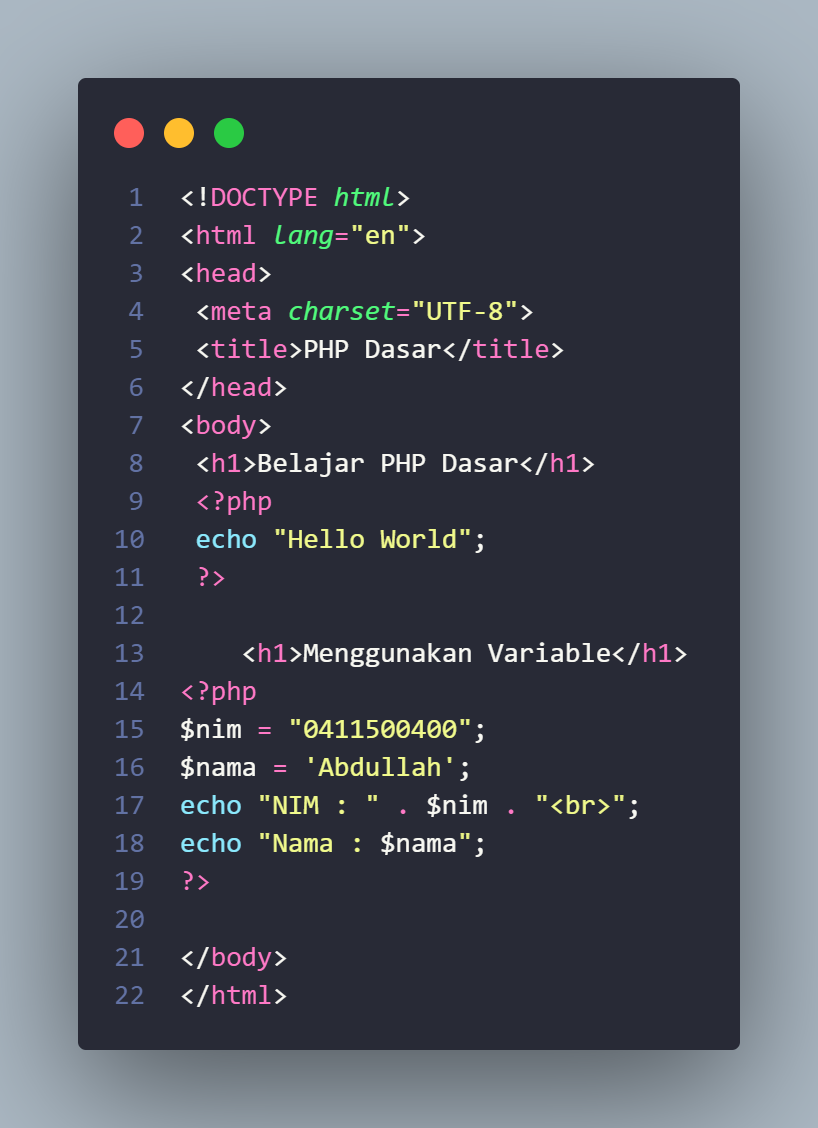 1 <!DOCTYPE html>
2 <html lang="en">
3 <head>
4  <meta charset="UTF-8">
5  <title>PHP Dasar</title>
6 </head>
7 <body>
8  <h1>Belajar PHP Dasar</h1>
9  <?php
10  echo "Hello World";
11  ?>
12
13     <h1>Menggunakan Variable</h1>
14 <?php
15 $nim = "0411500400";
16 $nama = 'Abdullah';
17 echo "NIM : " . $nim . "<br>";
18 echo "Nama : $nama";
19 ?>
20
21 </body>
22 </html>